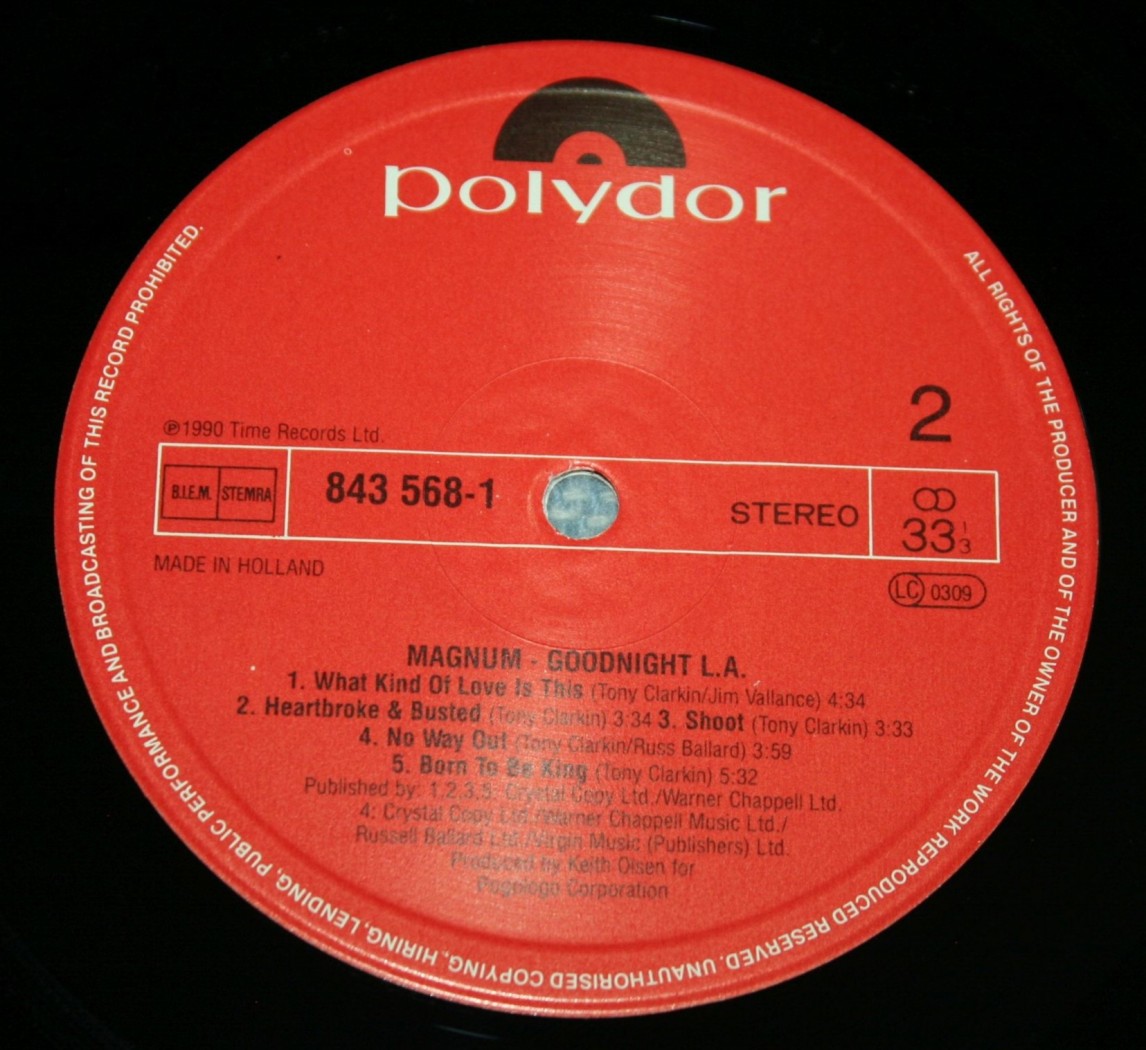 polydor
2
℗1990 Time Records Ltd.
B.I.E.M. STEMRA
843 568-1
STEREO
33 1/3
MADE IN HOLLAND
LC 0309
MAGNUM - GOODNIGHT L.A.
1. What Kind Of Love Is This (Tony Clarkin/Jim Vallance) 4:34
2. Heartbroke & Busted (Tony Clarkin) 3:34 3. Shoot (Tony Clarkin) 3:33
4. No Way Out (Tony Clarkin/Russ Ballard) 3:59
5. Born To Be King (Tony Clarkin) 5:32
Published by: 1.2.3.5: Crystal Copy Ltd./Warner Chappell Ltd.
4: Crystal Copy Ltd./Warner Chappell Music Ltd./
Russell Ballard Ltd./Virgin Music (Publishers) Ltd.
Produced by Keith Olsen for
Pogologo Corporation
ALL RIGHTS OF THE PRODUCER AND OF THE OWNER OF THE WORK REPRODUCED RESERVED. UNAUTHORISED COPYING, HIRING, LENDING, PUBLIC PERFORMANCE AND BROADCASTING OF THIS RECORD PROHIBITED.